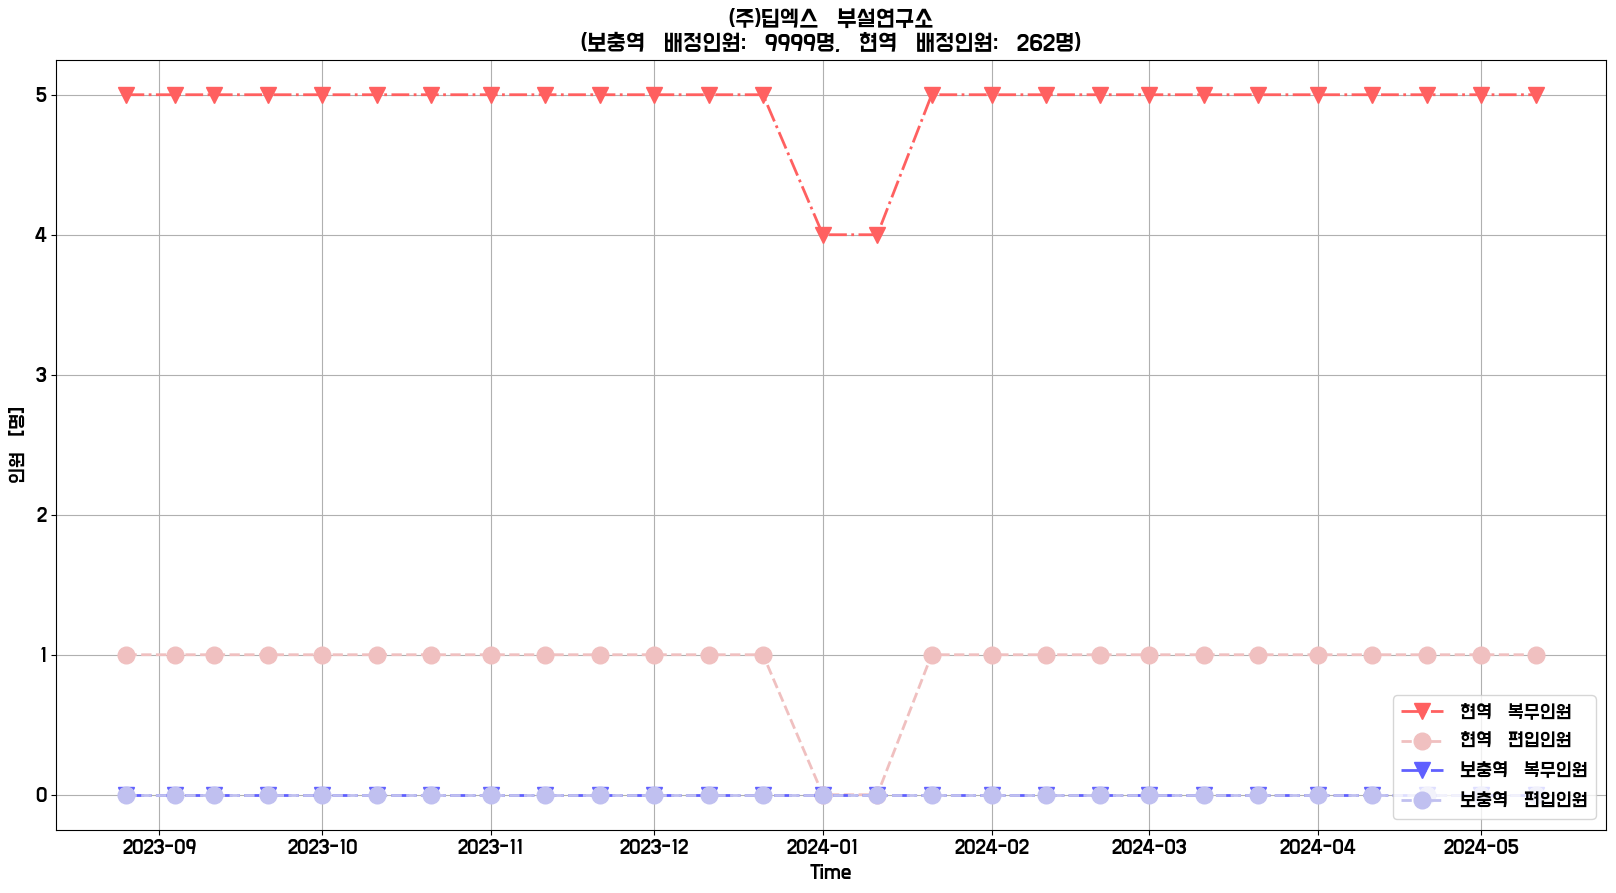 (주)딥엑스 부설연구소
(보충역 배정인원: 9999명, 현역 배정인원: 262명)
5
4
3
2
1
0
인원 [명]
2023-09 2023-10 2023-11 2023-12 2024-01 2024-02 2024-03 2024-04 2024-05
Time
현역 복무인원
현역 편입인원
보충역 복무인원
보충역 편입인원